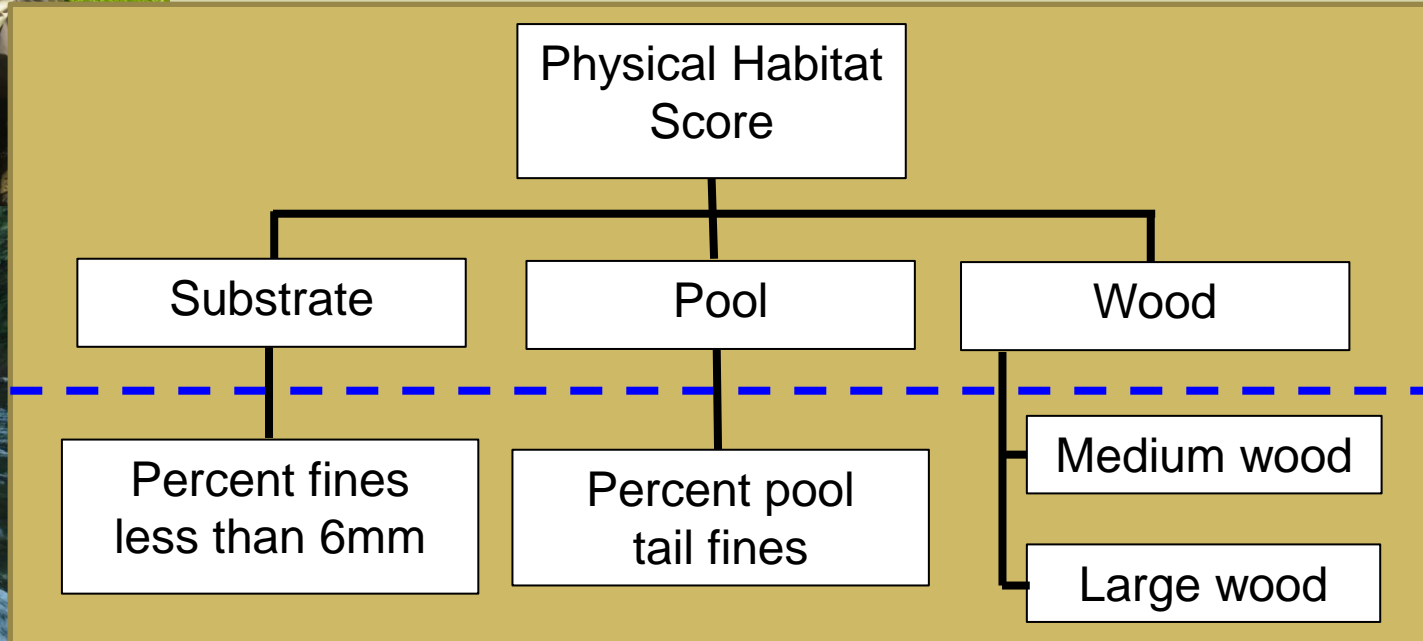 Physical Habitat
Score
Substrate
Pool
Wood
Percent fines
less than 6mm
Percent pool
tail fines
Medium wood
Large wood